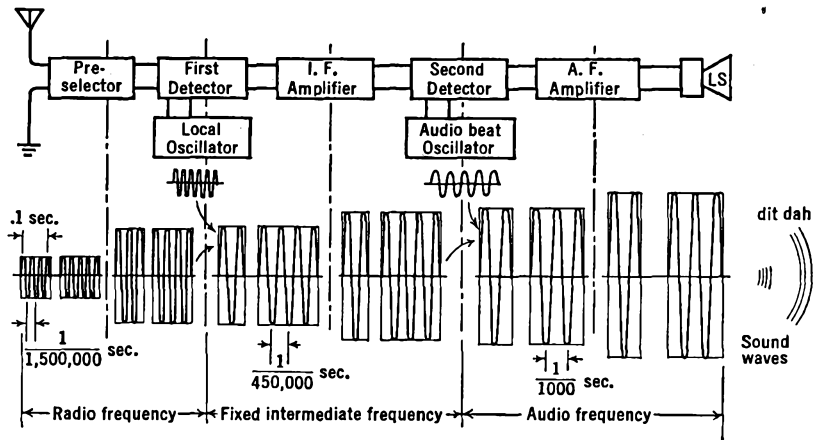 Pre-
selector
First
Detector
I. F.
Amplifier
Second
Detector
A. F.
Amplifier
LS
Local
Oscillator
Audio beat
Oscillator
.1 sec.
dit dah
1
1,500,000 sec.
1
450,000 sec.
1
1000 sec.
Sound
waves
Radio frequency
Fixed intermediate frequency
Audio frequency